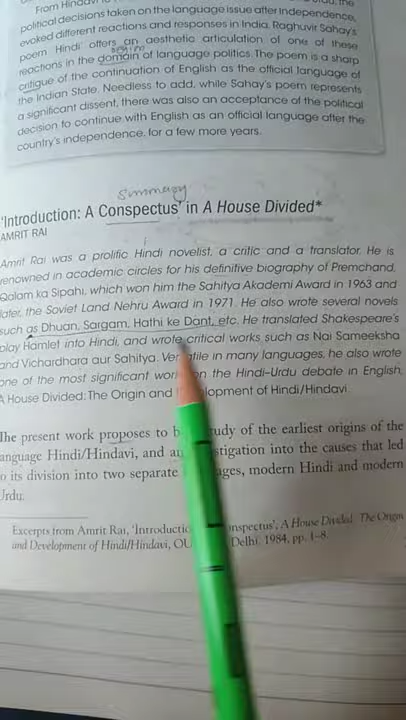 From Hindavi
political decisions taken on the language issue after Independence,
evoked different reactions and responses in India. Raghuvir Sahay's
poem 'Hindi' offers an aesthetic articulation of one of these
reactions in the domain of language politics. The poem is a sharp
critique of the continuation of English as the official language of
the Indian State. Needless to add, while Sahay's poem represents
a significant dissent, there was also an acceptance of the political
decision to continue with English as an official language after the
country's independence, for a few more years.
summary
'Introduction: A Conspectus' in A House Divided*
AMRIT RAI
Amrit Rai was a prolific Hindi novelist, a critic and a translator. He is
renowned in academic circles for his definitive biography of Premchand,
Qalam ka Sipahi, which won him the Sahitya Akademi Award in 1963 and
later, the Soviet Land Nehru Award in 1971. He also wrote several novels
such as Dhuan, Sargam, Hathi ke Dant, etc. He translated Shakespeare's
play Hamlet into Hindi, and wrote critical works such as Nai Sameeksha
and Vichardhara aur Sahitya. in many languages, he also wrote
one of the most significant on the Hindi-Urdu debate in English,
A House Divided: The Origin and of Hindi/Hindavi.
The present work proposes to study of the earliest origins of the
language Hindi/Hindavi, and an into the causes that led
to its division into two separate modern Hindi and modern
Urdu.
Excerpts from Amrit Rai, A House Divided: The Origin
and Development of Hindi/Hindavi, Delhi, 1984, pp. 1–8.